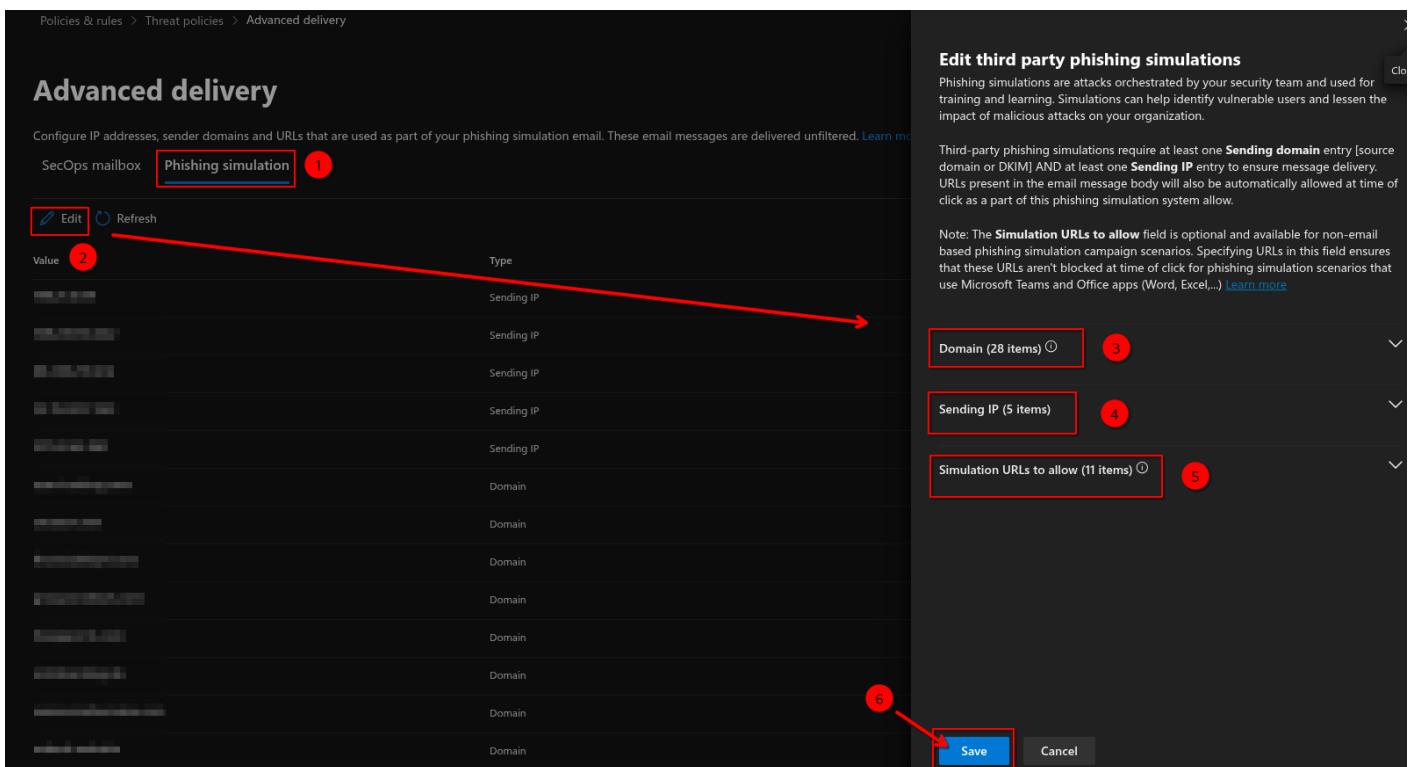 Policies & rules > Threat policies > Advanced delivery
Advanced delivery
Configure IP addresses, sender domains and URLs that are used as part of your phishing simulation email. These email messages are delivered unfiltered. Learn mo
SecOps mailbox Phishing simulation 1
Edit Refresh
2
Value Type
Sending IP
Sending IP
Sending IP
Sending IP
Sending IP
Domain
Domain
Domain
Domain
Domain
Domain
Domain
Domain
Clo
Edit third party phishing simulations
Phishing simulations are attacks orchestrated by your security team and used for
training and learning. Simulations can help identify vulnerable users and lessen the
impact of malicious attacks on your organization.
Third-party phishing simulations require at least one Sending domain entry [source
domain or DKIM] AND at least one Sending IP entry to ensure message delivery.
URLs present in the email message body will also be automatically allowed at time of
click as a part of this phishing simulation system allow.
Note: The Simulation URLs to allow field is optional and available for non-email
based phishing simulation campaign scenarios. Specifying URLs in this field ensures
that these URLs aren't blocked at time of click for phishing simulation scenarios that
use Microsoft Teams and Office apps (Word, Excel,...) Learn more
Domain (28 items) 3
Sending IP (5 items) 4
Simulation URLs to allow (11 items) 5
6
Save Cancel